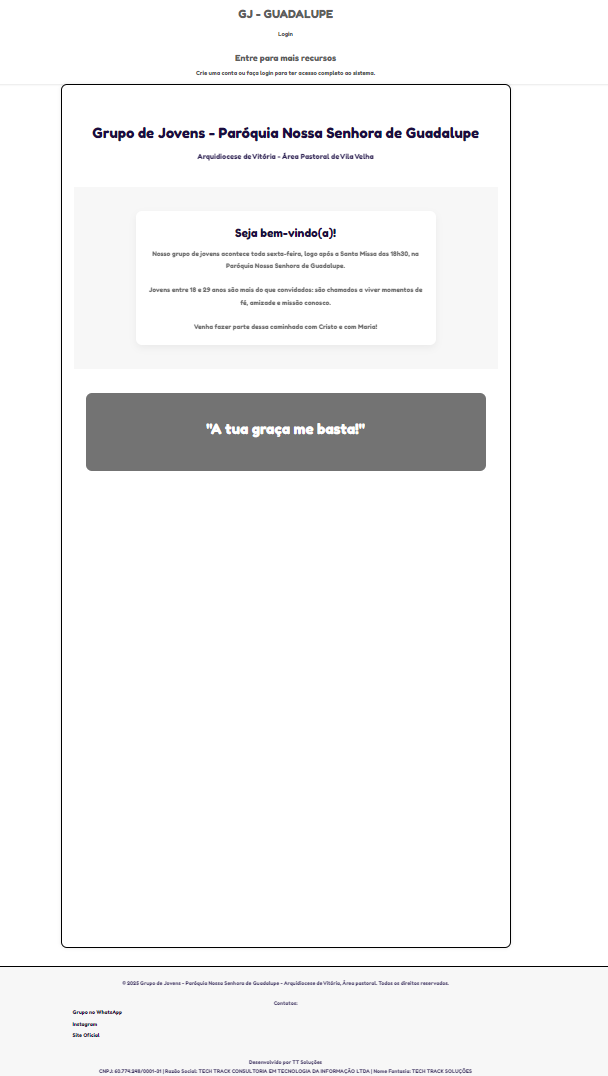 GJ - GUADALUPE
Login
Entre para mais recursos
Crie uma conta ou faça login para ter acesso completo ao sistema.
Grupo de Jovens - Paróquia Nossa Senhora de Guadalupe
Arquidiocese de Vitória - Área Pastoral de Vila Velha
Seja bem-vindo(a)!
Nosso grupo de jovens acontece toda sexta-feira, logo após a Santa Missa das 18h30, na
Paróquia Nossa Senhora de Guadalupe.
Jovens entre 18 e 29 anos são mais do que convidados: são chamados a viver momentos de
fé, amizade e missão conosco.
Venha fazer parte dessa caminhada com Cristo e com Maria!
"A tua graça me basta!"
© 2025 Grupo de Jovens - Paróquia Nossa Senhora de Guadalupe - Arquidiocese de Vitória, Área pastoral. Todos os direitos reservados.
Contatos:
Grupo no WhatsApp
Instagram
Site Oficial
Desenvolvido por TT Soluções
CNPJ: 60.774.248/0001-01 | Razão Social: TECH TRACK CONSULTORIA EM TECNOLOGIA DA INFORMAÇÃO LTDA | Nome Fantasia: TECH TRACK SOLUÇÕES